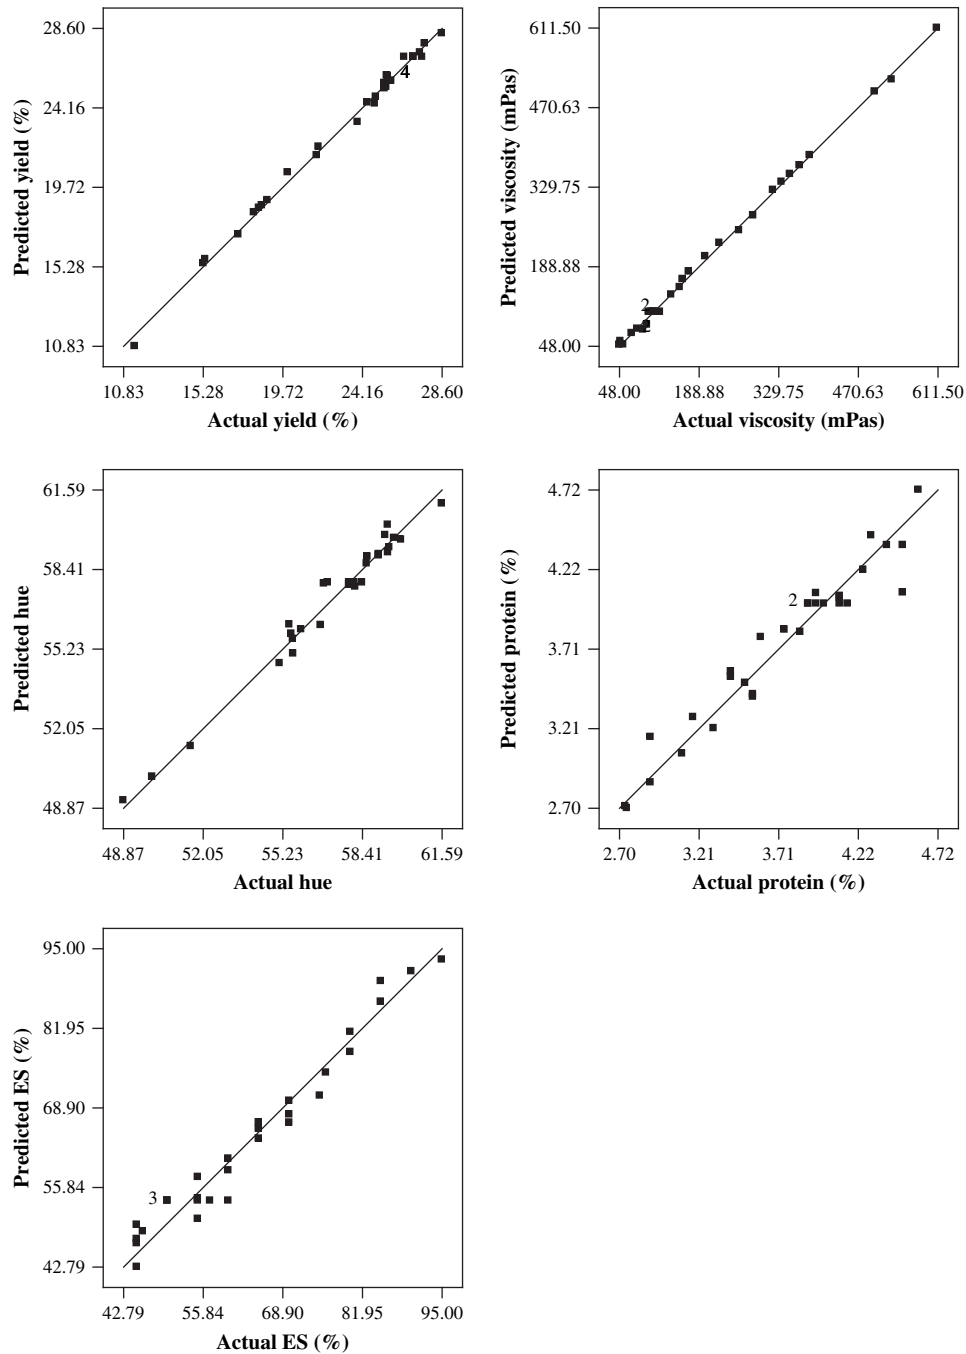 28.60
24.16
19.72
15.28
10.83
Predicted yield (%)
4
10.83 15.28 19.72 24.16 28.60
Actual yield (%)
611.50
470.63
329.75
188.88
48.00
Predicted viscosity (mPas)
2
2
48.00 188.88 329.75 470.63 611.50
Actual viscosity (mPas)
61.59
58.41
55.23
52.05
48.87
Predicted hue
48.87 52.05 55.23 58.41 61.59
Actual hue
4.72
4.22
3.71
3.21
2.70
Predicted protein (%)
2
2.70 3.21 3.71 4.22 4.72
Actual protein (%)
95.00
81.95
68.90
55.84
42.79
Predicted ES (%)
3
42.79 55.84 68.90 81.95 95.00
Actual ES (%)